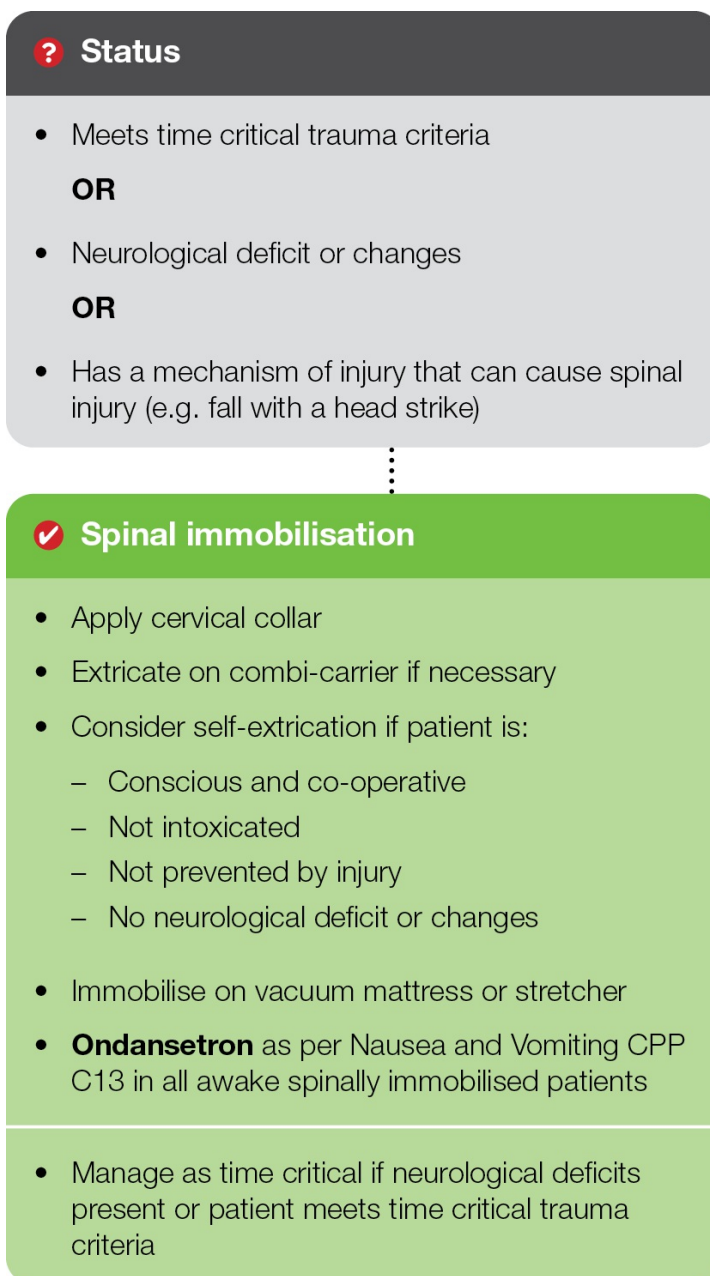 ? Status
• Meets time critical trauma criteria
OR
• Neurological deficit or changes
OR
• Has a mechanism of injury that can cause spinal
injury (e.g. fall with a head strike)
Spinal immobilisation
• Apply cervical collar
• Extricate on combi-carrier if necessary
• Consider self-extrication if patient is:
– Conscious and co-operative
– Not intoxicated
– Not prevented by injury
– No neurological deficit or changes
• Immobilise on vacuum mattress or stretcher
• Ondansetron as per Nausea and Vomiting CPP
C13 in all awake spinally immobilised patients
• Manage as time critical if neurological deficits
present or patient meets time critical trauma
criteria